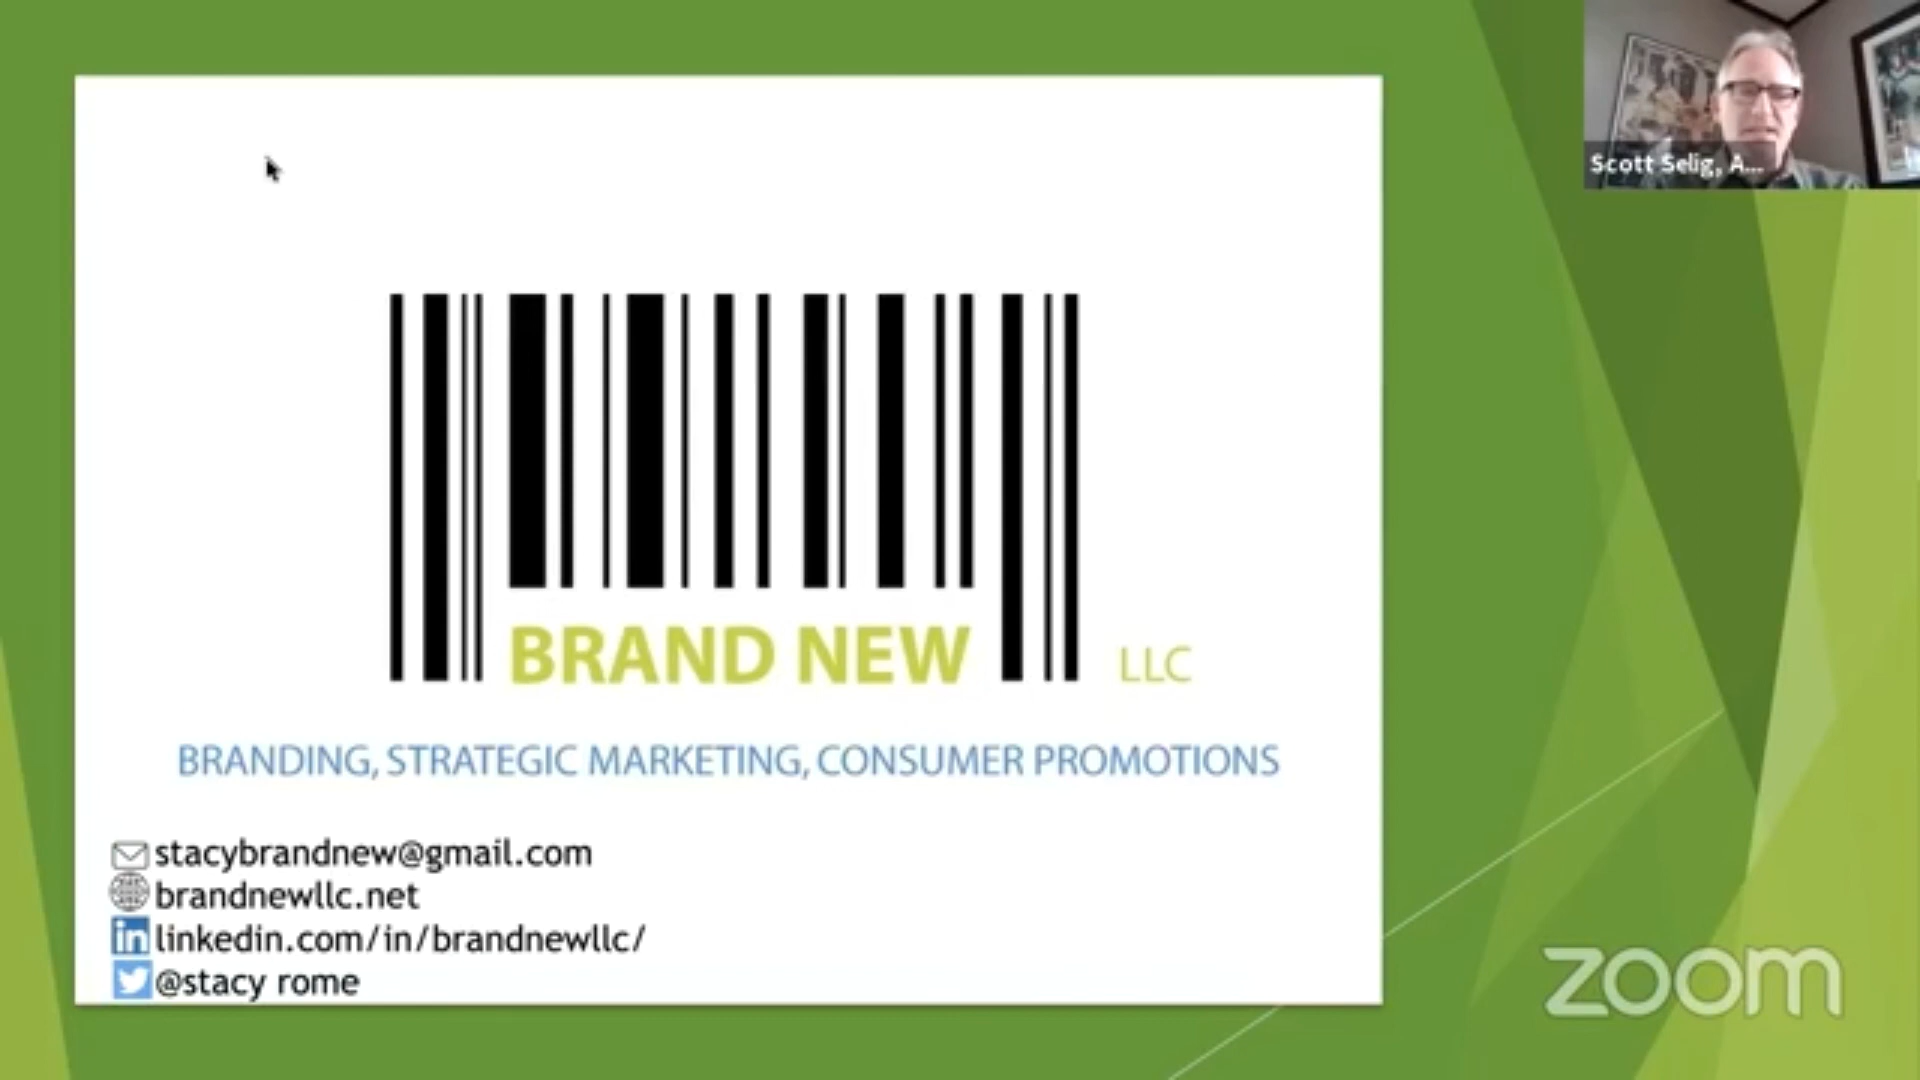 Scott Selig, A...
BRAND NEW LLC
BRANDING, STRATEGIC MARKETING, CONSUMER PROMOTIONS
stacybrandnew@gmail.com
brandnewllc.net
in linkedin.com/in/brandnewllc/
@stacy rome
zoom